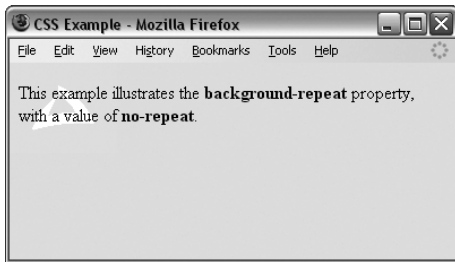 CSS Example - Mozilla Firefox
File Edit View History Bookmarks Tools Help
This example illustrates the background-repeat property,
with a value of no-repeat.